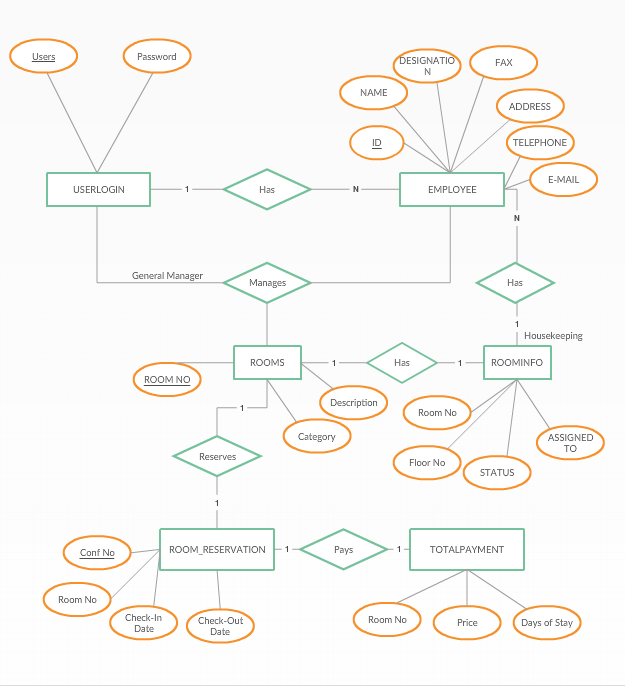 Users
Password
DESIGNATIO
N
FAX
NAME
ADDRESS
ID
TELEPHONE
E-MAIL
USERLOGIN
1
Has
N
EMPLOYEE
N
General Manager
Manages
Has
1
Housekeeping
ROOMS
1
Has
1
ROOMINFO
ROOM NO
Description
1
Category
Room No
ASSIGNED
TO
Reserves
Floor No
STATUS
1
Conf No
ROOM_RESERVATION
1
Pays
1
TOTALPAYMENT
Room No
Check-In
Date
Check-Out
Date
Room No
Price
Days of Stay